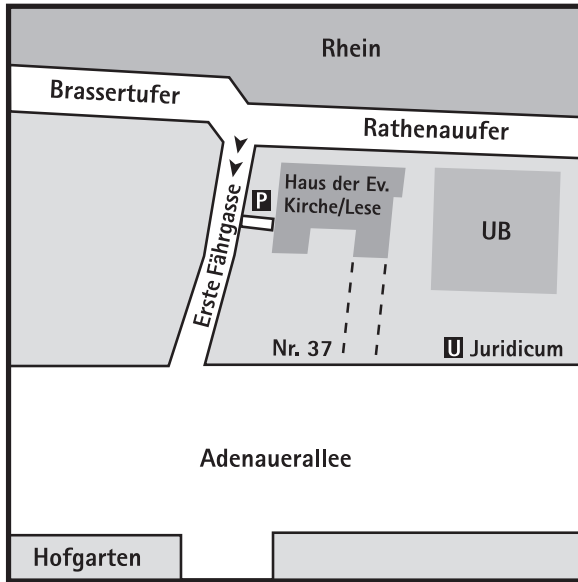 Rhein
Brassertufer
Rathenauufer
Erste Fährgasse
P
Haus der Ev.
Kirche/Lese
UB
Nr. 37
U Juridicum
Adenauerallee
Hofgarten